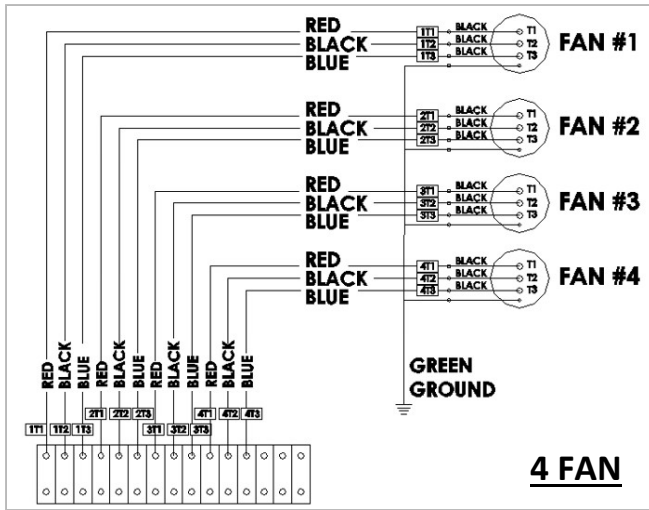 RED 1T1 BLACK T1
BLACK 1T2 BLACK T2 FAN #1
BLUE 1T3 BLACK T3
RED 2T1 BLACK T1
BLACK 2T2 BLACK T2 FAN #2
BLUE 2T3 BLACK T3
RED 3T1 BLACK T1
BLACK 3T2 BLACK T2 FAN #3
BLUE 3T3 BLACK T3
RED 4T1 BLACK T1
BLACK 4T2 BLACK T2 FAN #4
BLUE 4T3 BLACK T3
RED BLACK BLUE RED BLACK BLUE RED BLACK BLUE RED BLACK BLUE
GREEN
GROUND
2T1 2T2 2T3 4T1 4T2 4T3
1T1 1T2 1T3 3T1 3T2 3T3
4 FAN